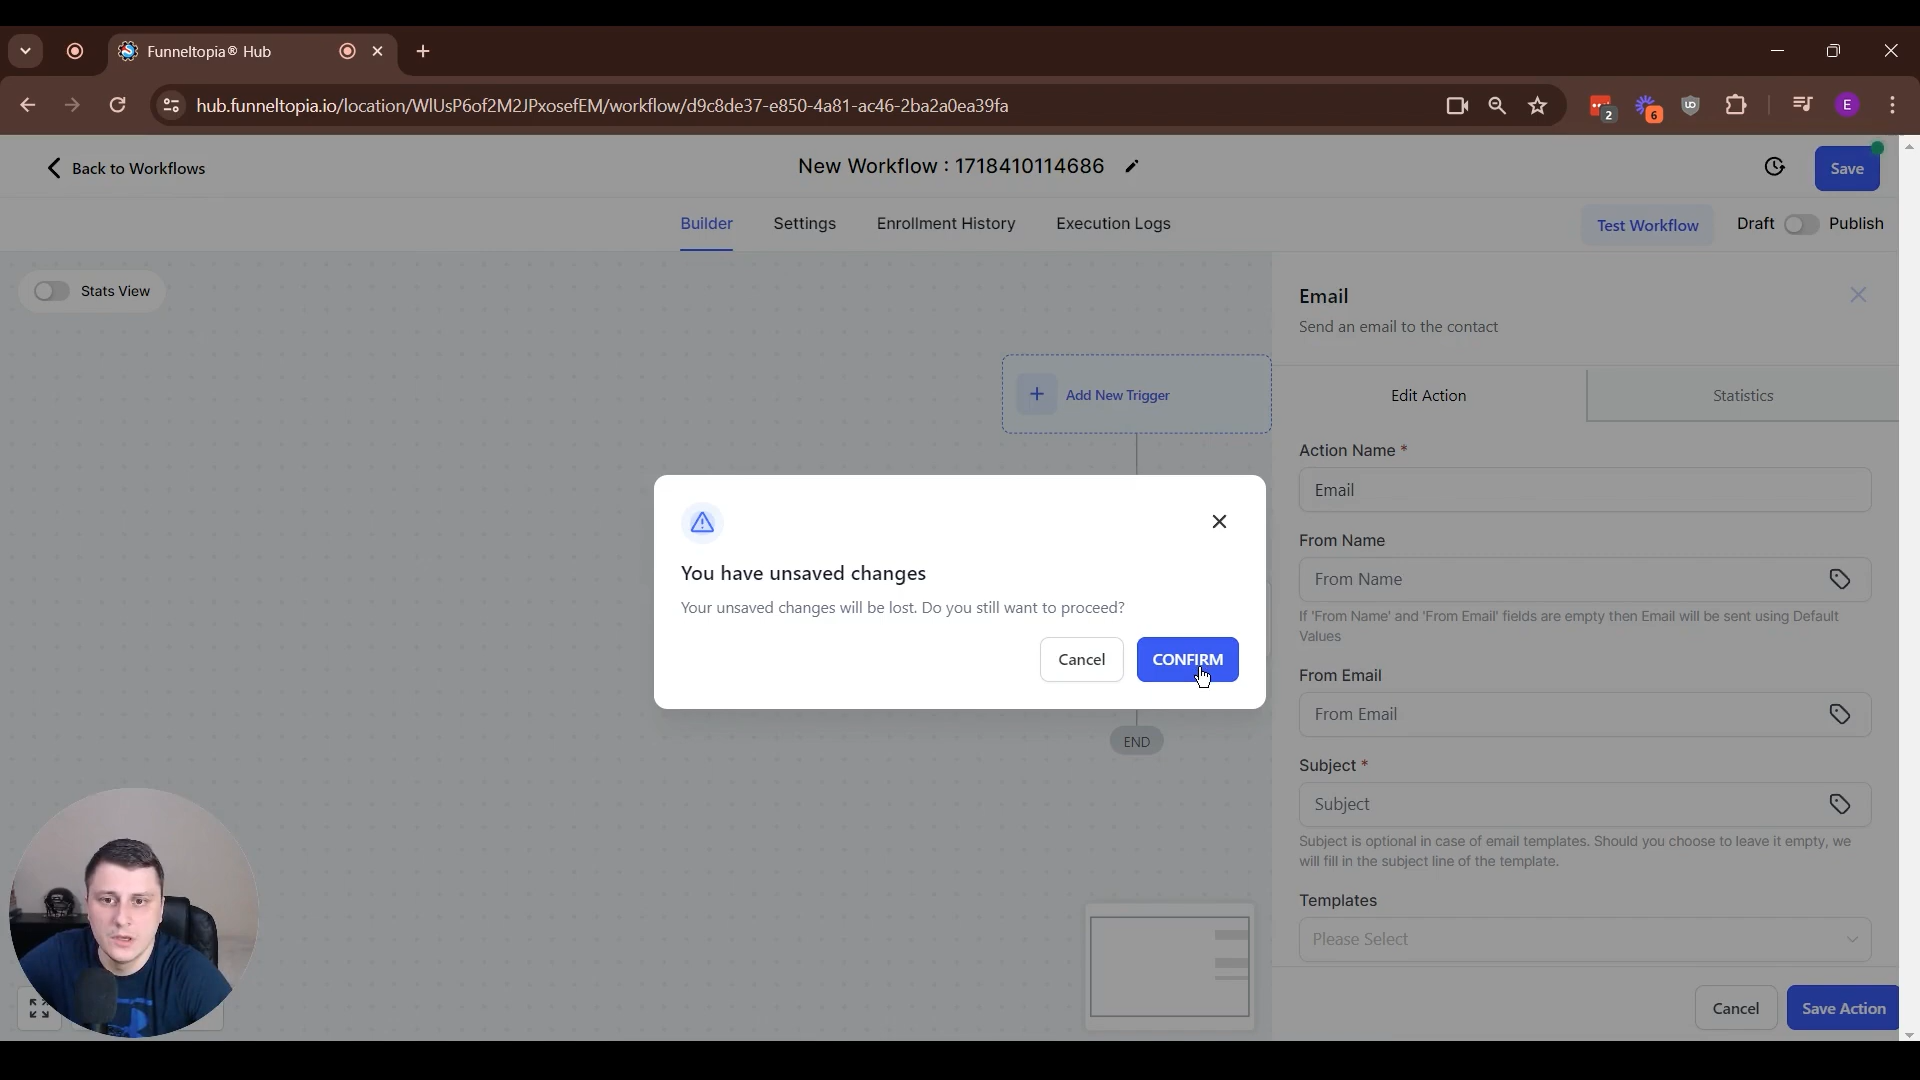 Funneltopia® Hub
hub.funneltopia.io/location/WlUsP6of2M2JPxosefEM/workflow/d9c8de37-e850-4a81-ac46-2ba2a0ea39fa
2
6
UO
E
Back to Workflows
New Workflow : 1718410114686
Save
Builder
Settings
Enrollment History
Execution Logs
Test Workflow
Draft
Publish
Stats View
Email
Send an email to the contact
Add New Trigger
Edit Action
Statistics
Action Name *
Email
From Name
From Name
If 'From Name' and 'From Email' fields are empty then Email will be sent using Default
Values
From Email
From Email
Subject *
Subject
Subject is optional in case of email templates. Should you choose to leave it empty, we
will fill in the subject line of the template.
Templates
Please Select
Cancel
Save Action
You have unsaved changes
Your unsaved changes will be lost. Do you still want to proceed?
Cancel
CONFIRM
END